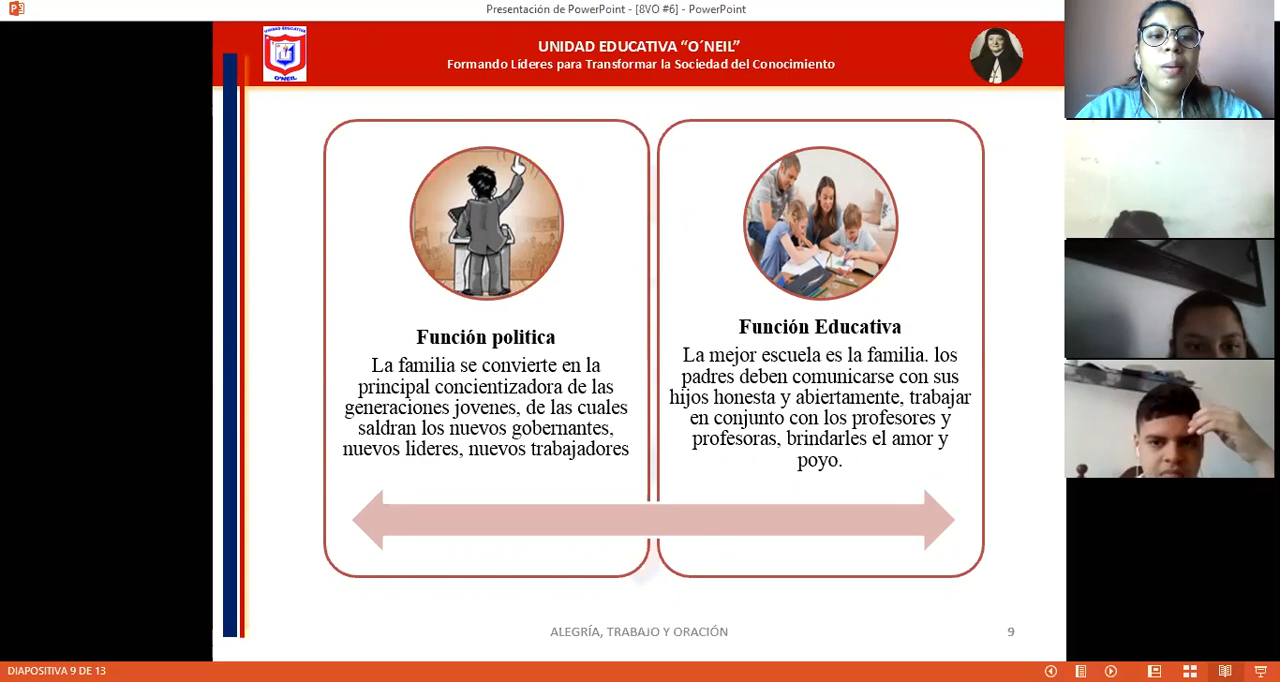 Presentación de PowerPoint - [8VO #6] - PowerPoint
UNIDAD EDUCATIVA
O´NEIL
UNIDAD EDUCATIVA “O´NEIL”
Formando Líderes para Transformar la Sociedad del Conocimiento
Función politica
La familia se convierte en la
principal concientizadora de las
generaciones jovenes, de las cuales
saldran los nuevos gobernantes,
nuevos lideres, nuevos trabajadores
Función Educativa
La mejor escuela es la familia. los
padres deben comunicarse con sus
hijos honesta y abiertamente, trabajar
en conjunto con los profesores y
profesoras, brindarles el amor y
poyo.
ALEGRÍA, TRABAJO Y ORACIÓN
9
DIAPOSITIVA 9 DE 13